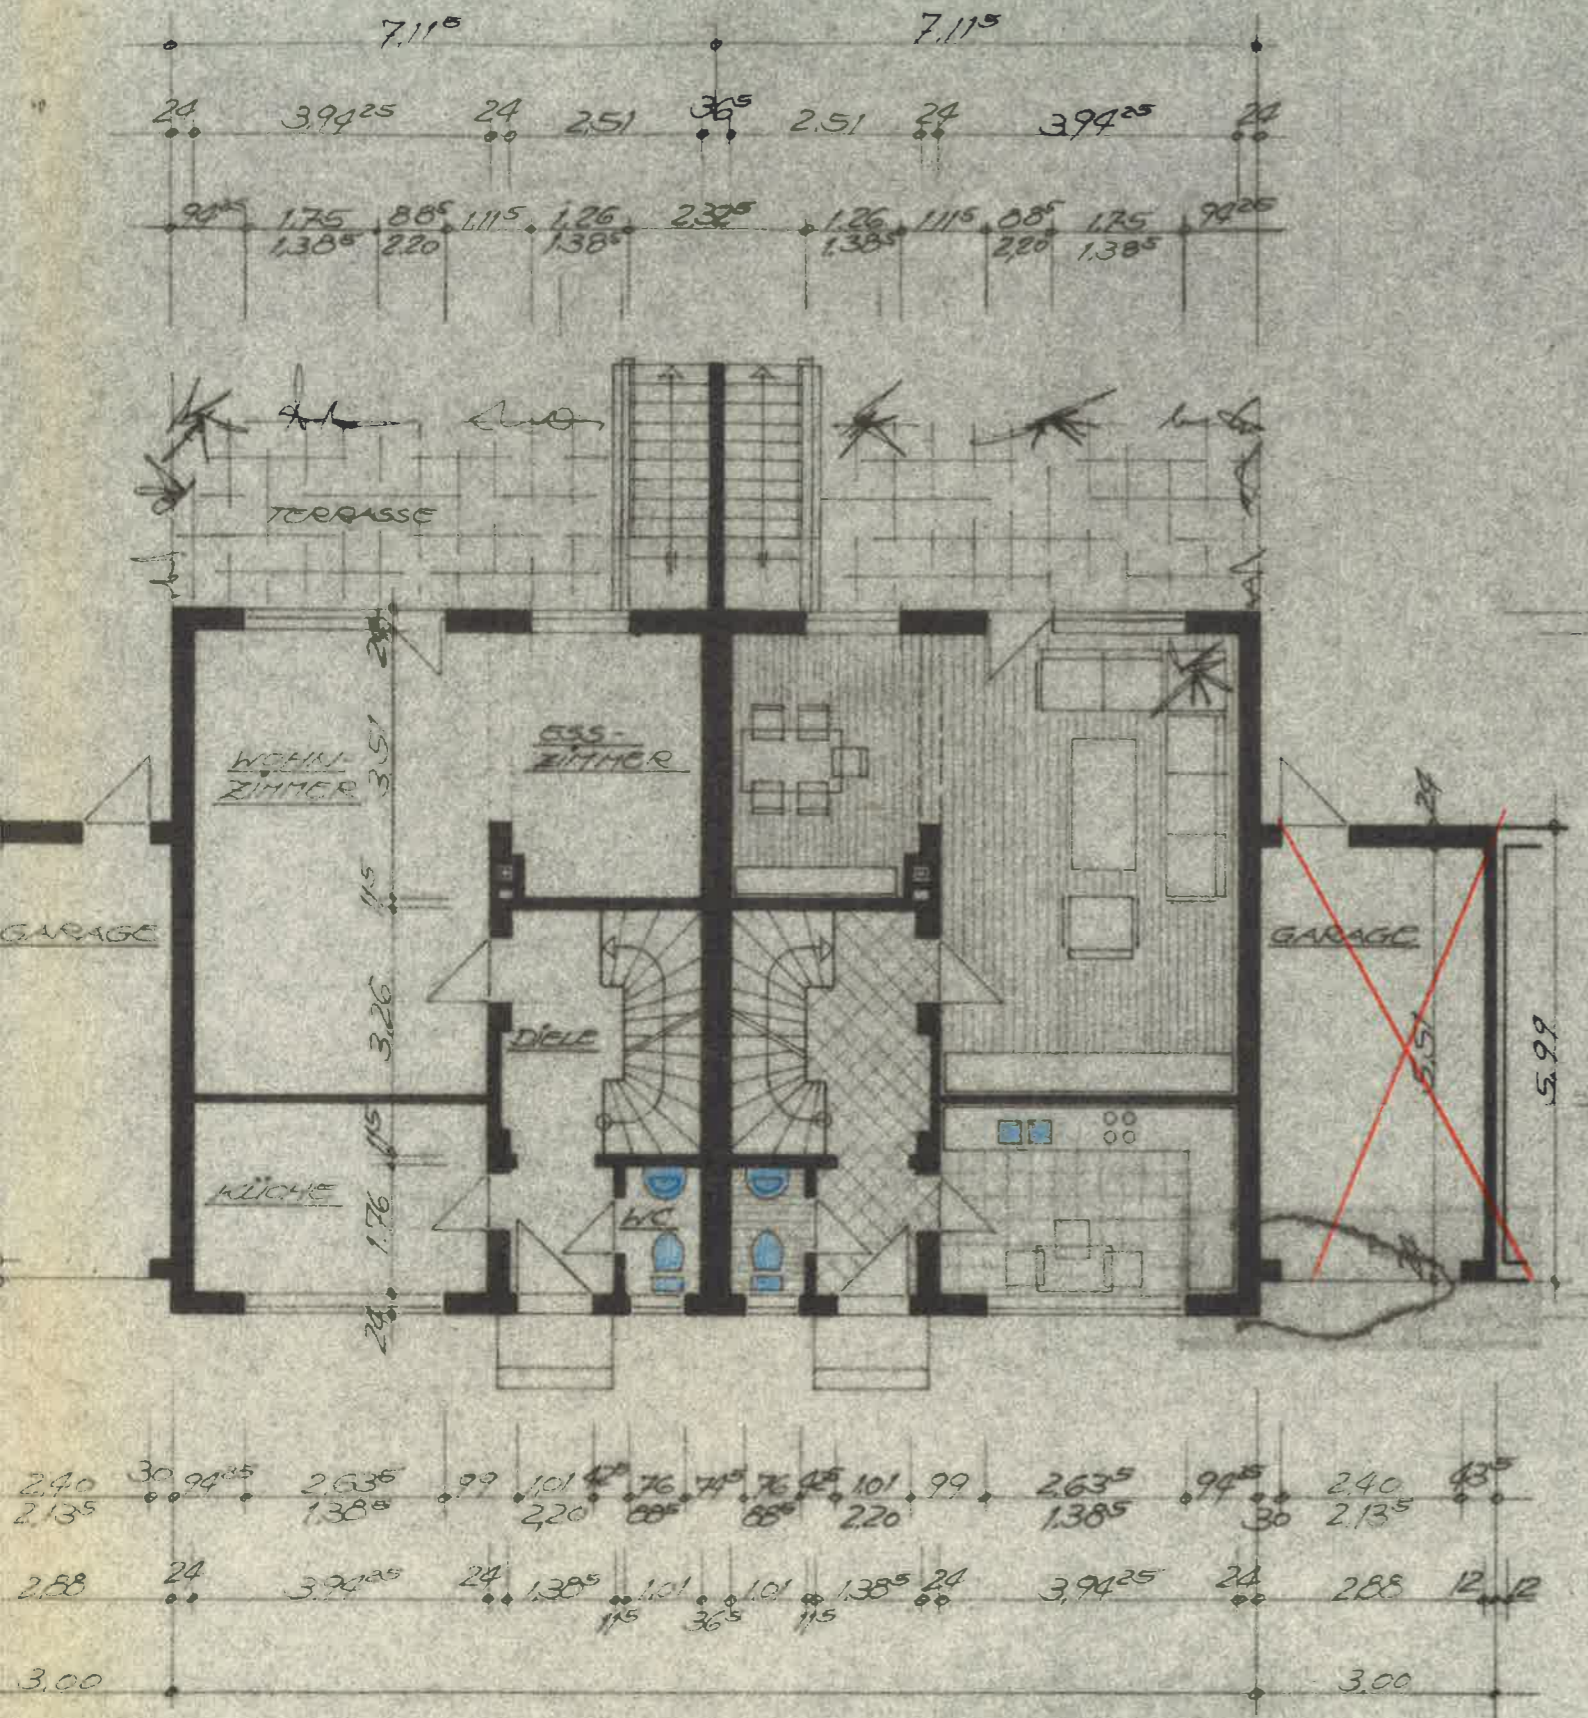 7.11⁵ 7.11⁵
24 3.94²⁵ 24 2.51 36⁵ 2.51 24 3.94²⁵ 24
94²⁵ 1.75 88⁵ 1.11⁵ 1.26 2.32⁵ 1.26 1.11⁵ 88⁵ 1.75 94²⁵
1.38⁵ 2.20 1.38⁵ 1.38⁵ 2.20 1.38⁵
TERRASSE
ESS-
ZIMMER
WOHN-
ZIMMER
3.51
24
11⁵
GARAGE
GARAGE
3.26
DIELE
5.51
5.99
11⁵
KÜCHE
1.76
WC
24
2.40 30 94²⁵ 2.63⁵ 99 1.01 42⁵ 76 74⁵ 76 42⁵ 1.01 99 2.63⁵ 94²⁵ 2.40 43⁵
2.13⁵ 1.38⁵ 2.20 88⁵ 88⁵ 2.20 1.38⁵ 30 2.13⁵
2.88 24 3.94²⁵ 24 1.38⁵ 1.01 1.01 1.38⁵ 24 3.94²⁵ 24 2.88 12 12
11⁵ 36⁵ 11⁵
3.00 3.00